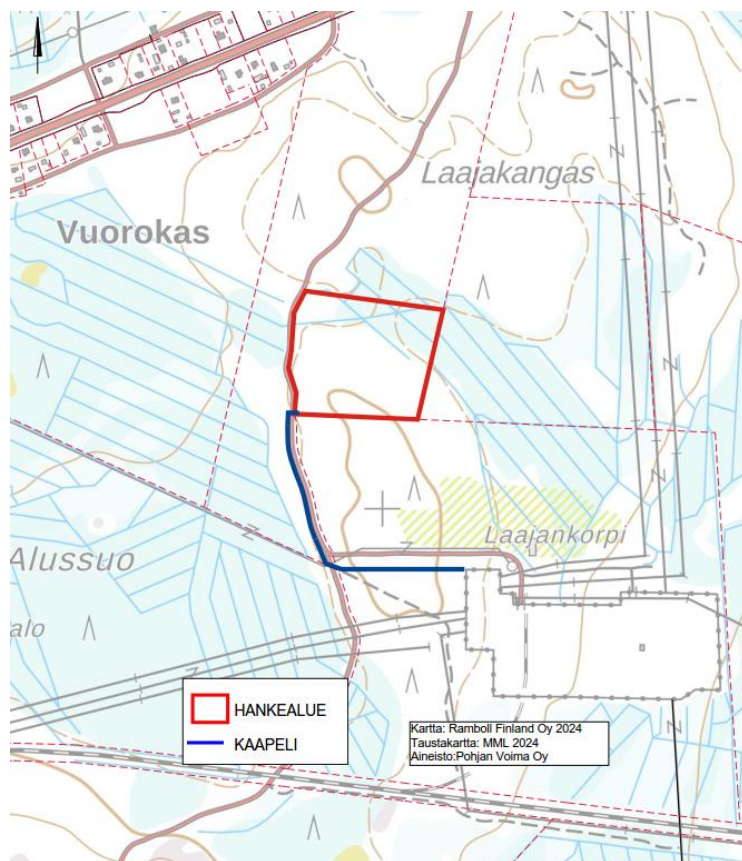 Laajakangas
Vuorokas
Laajankorpi
Alussuo
alo
HANKEALUE
KAAPELI
Kartta: Ramboll Finland Oy 2024
Taustakartta: MML 2024
Aineisto:Pohjan Voima Oy